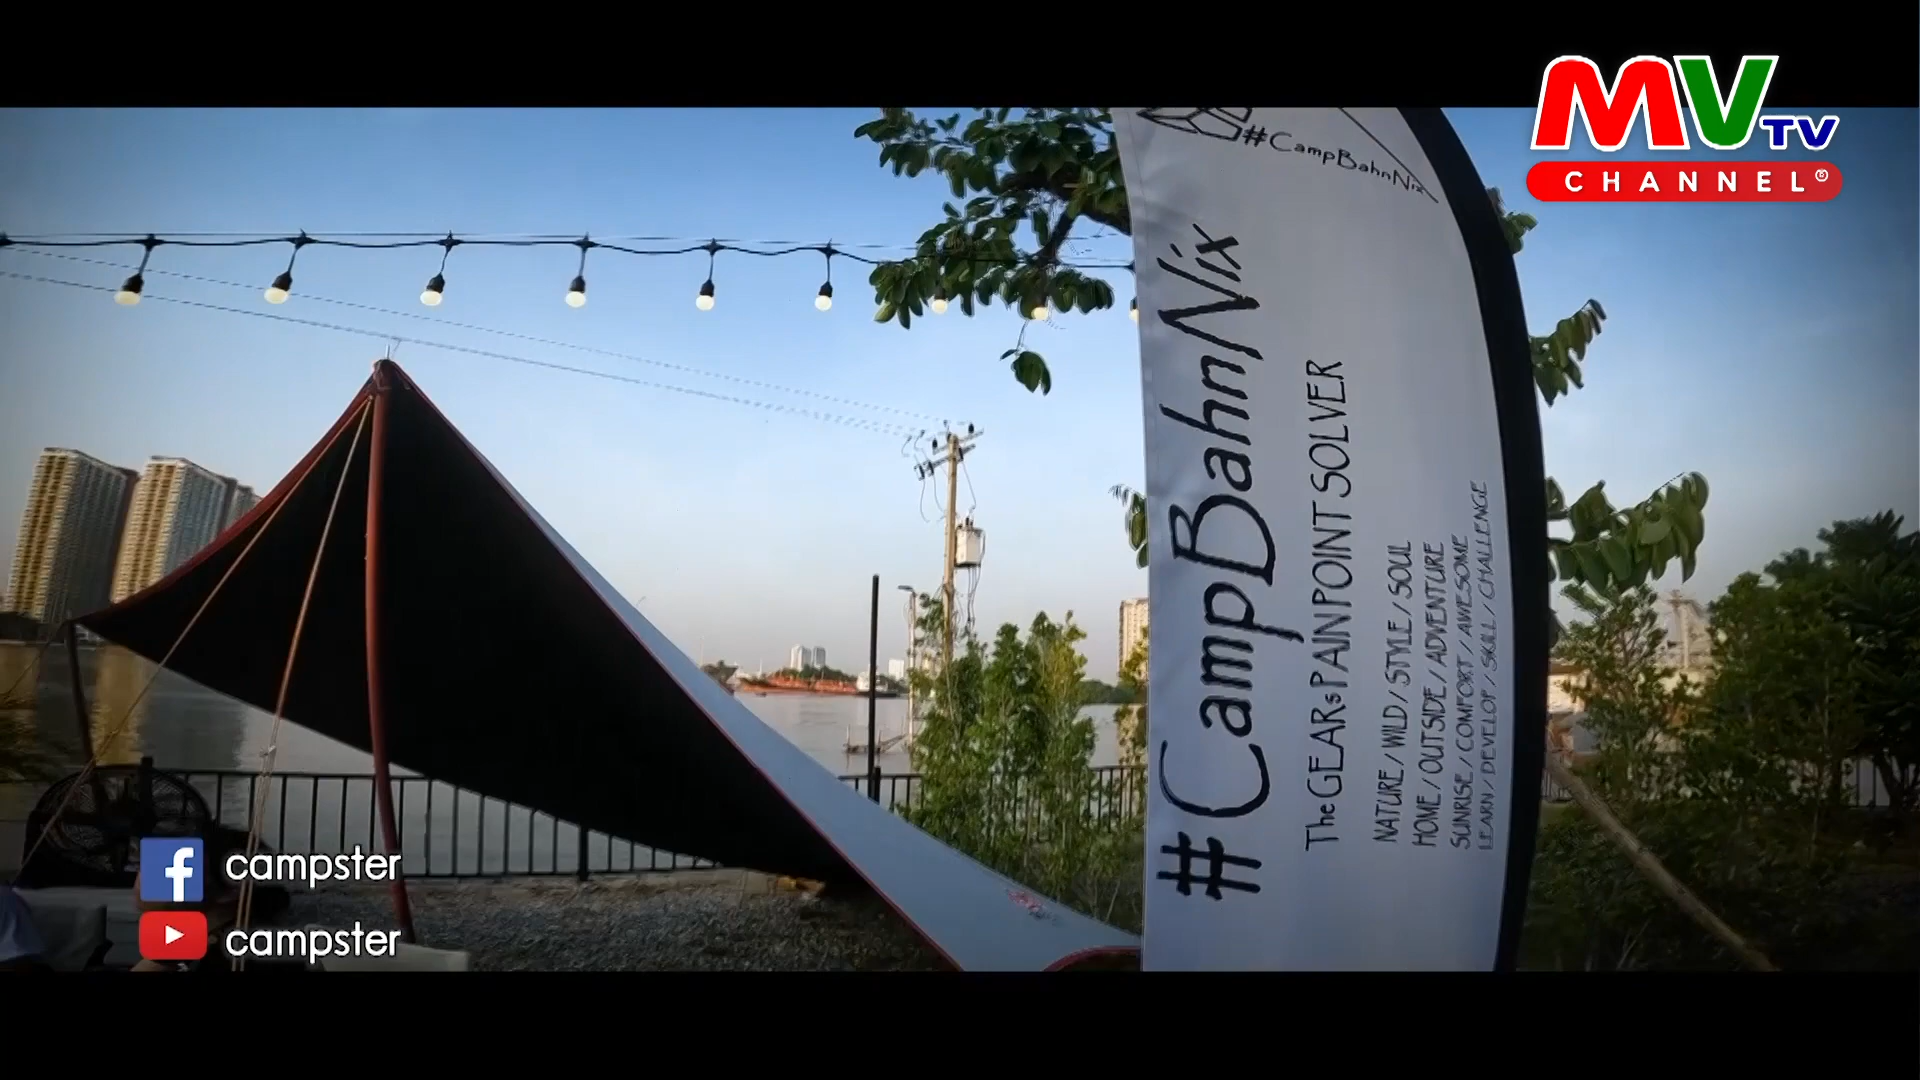 MV TV
CHANNEL®
#CampBahnNix
#CampBahnNix
The GEARs PAINPOINT SOLVER
NATURE / WILD / STYLE / SOUL
HOME / OUTSIDE / ADVENTURE
SUNRISE / COMFORT / AWESOME
LEARN / DEVELOP / SKILL / CHALLENGE
campster
campster